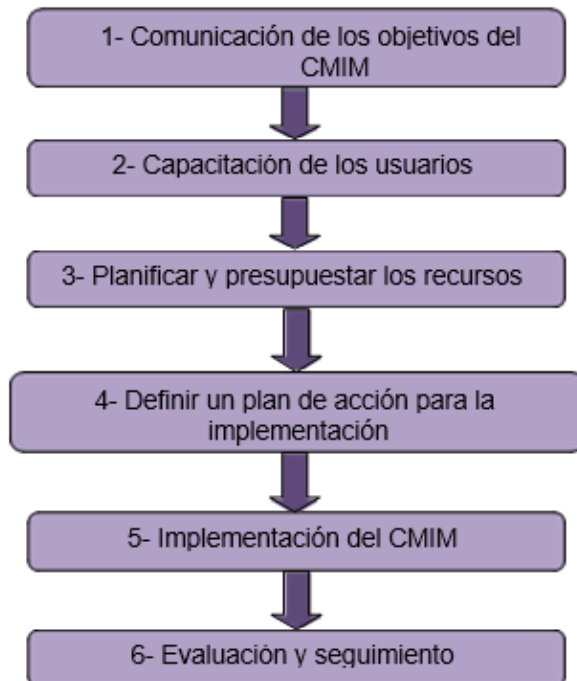 1- Comunicación de los objetivos del
CMIM
2- Capacitación de los usuarios
3- Planificar y presupuestar los recursos
4- Definir un plan de acción para la
implementación
5- Implementación del CMIM
6- Evaluación y seguimiento